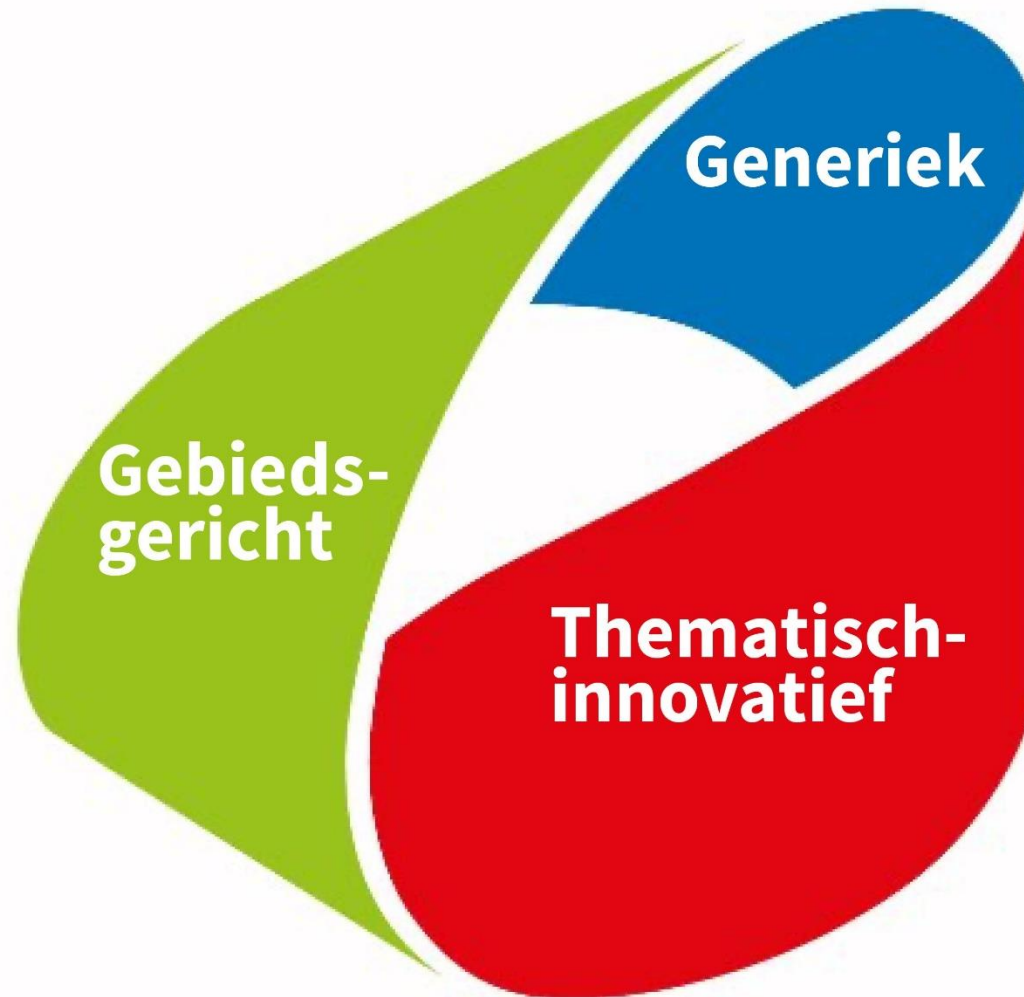 Generiek
Gebieds-
gericht
Thematisch-
innovatief